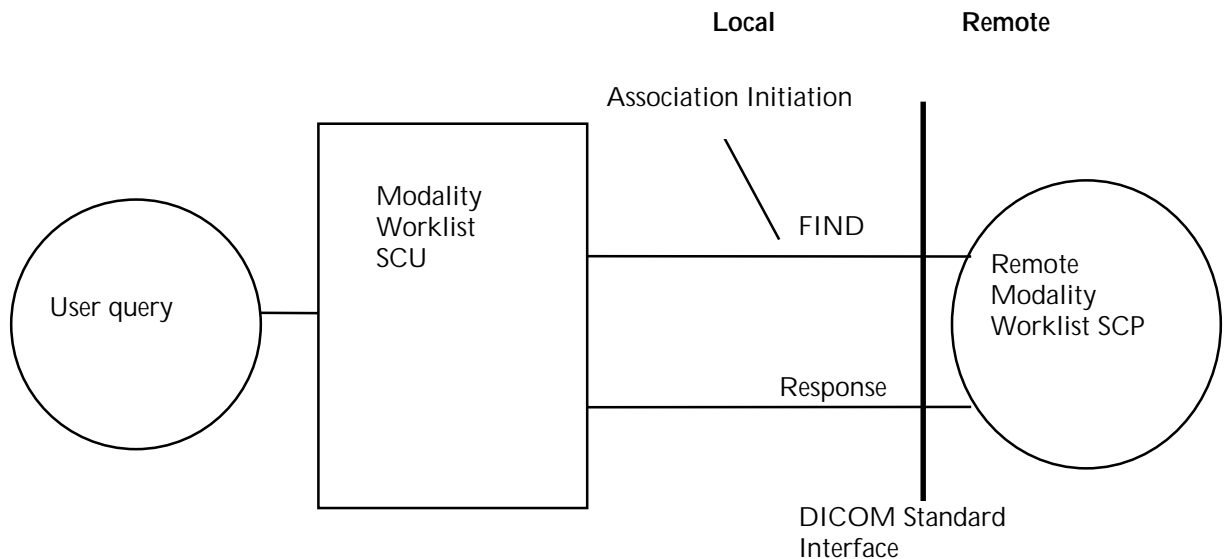 Local Remote
Association Initiation
Modality
Worklist
SCU
FIND
User query
Remote
Modality
Worklist SCP
Response
DICOM Standard
Interface